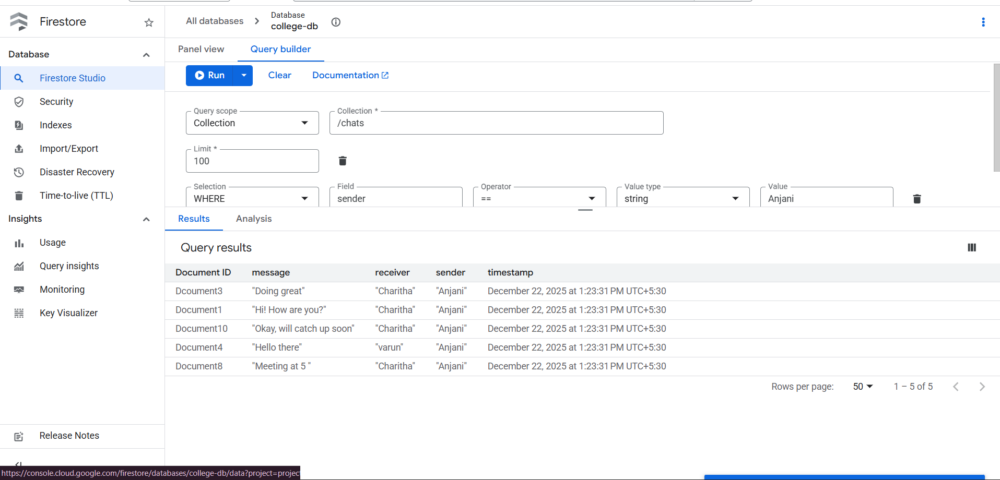 Firestore
All databases
Database
college-db
Database
Firestore Studio
Security
Indexes
Import/Export
Disaster Recovery
Time-to-live (TTL)
Insights
Usage
Query insights
Monitoring
Key Visualizer
Release Notes
Panel view Query builder
Run Clear Documentation
Query scope Collection *
Collection /chats
Limit *
100
Selection Field Operator Value type Value
WHERE sender == string Anjani
Results Analysis
Query results
Document ID message receiver sender timestamp
Dcoument3 "Doing great" "Charitha" "Anjani" December 22, 2025 at 1:23:31 PM UTC+5:30
Document1 "Hi! How are you?" "Charitha" "Anjani" December 22, 2025 at 1:23:31 PM UTC+5:30
Document10 "Okay, will catch up soon" "Charitha" "Anjani" December 22, 2025 at 1:23:31 PM UTC+5:30
Document4 "Hello there" "varun" "Anjani" December 22, 2025 at 1:23:31 PM UTC+5:30
Document8 "Meeting at 5 " "Charitha" "Anjani" December 22, 2025 at 1:23:31 PM UTC+5:30
Rows per page: 50 1 – 5 of 5
https://console.cloud.google.com/firestore/databases/college-db/data?project=project